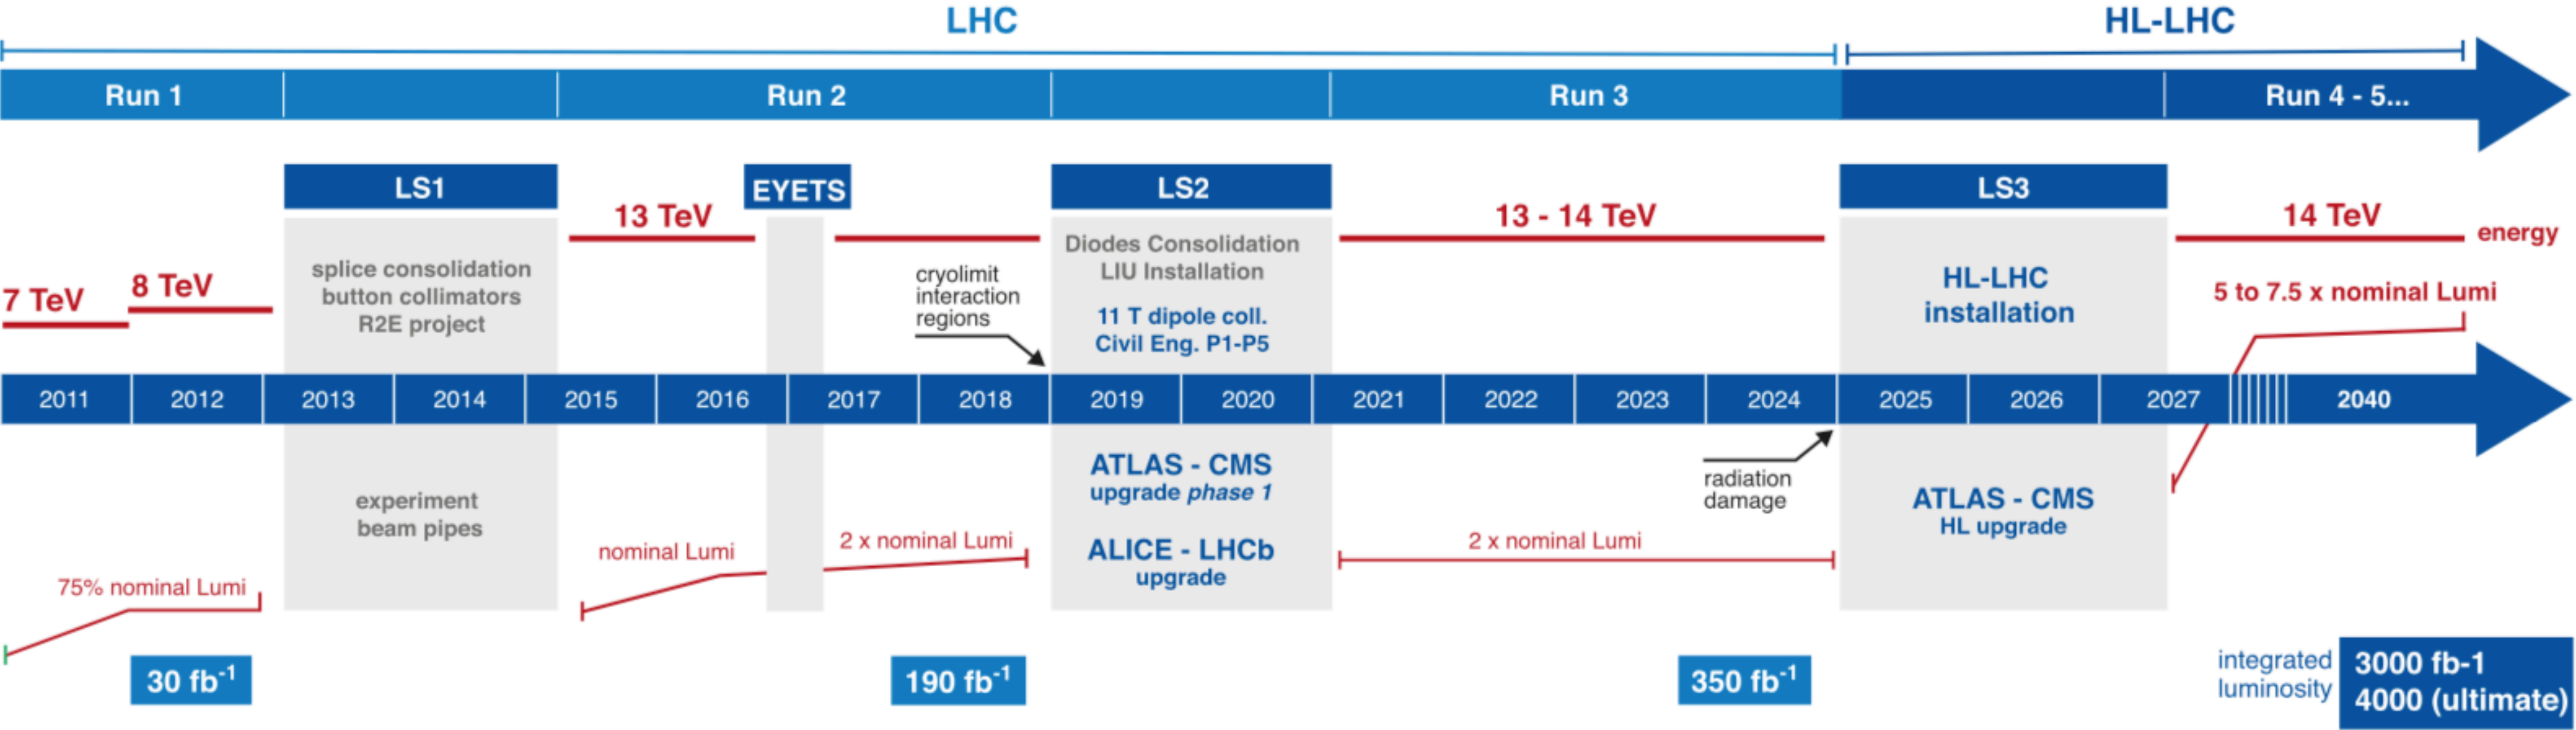 LHC
HL-LHC
Run 1
Run 2
Run 3
Run 4 - 5...
LS1
EYETS
LS2
LS3
13 TeV
13 - 14 TeV
14 TeV
energy
7 TeV
8 TeV
splice consolidation
button collimators
R2E project
cryolimit
interaction
regions
Diodes Consolidation
LIU Installation
11 T dipole coll.
Civil Eng. P1-P5
HL-LHC
installation
5 to 7.5 x nominal Lumi
2011
2012
2013
2014
2015
2016
2017
2018
2019
2020
2021
2022
2023
2024
2025
2026
2027
2040
experiment
beam pipes
ATLAS - CMS
upgrade phase 1
ALICE - LHCb
upgrade
radiation
damage
ATLAS - CMS
HL upgrade
75% nominal Lumi
nominal Lumi
2 x nominal Lumi
2 x nominal Lumi
30 fb⁻¹
190 fb⁻¹
350 fb⁻¹
integrated
luminosity
3000 fb-1
4000 (ultimate)